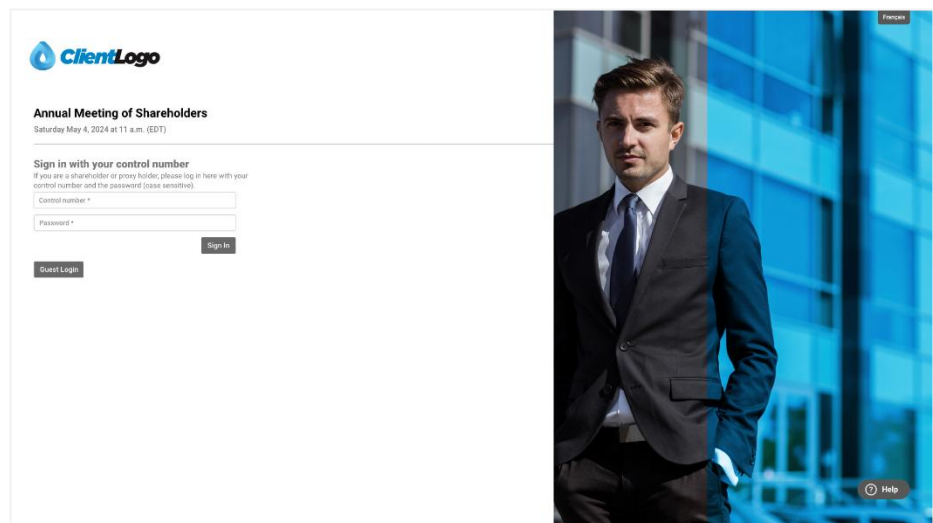 Français
ClientLogo
Annual Meeting of Shareholders
Saturday May 4, 2024 at 11 a.m. (EDT)
Sign in with your control number
If you are a shareholder or proxy holder, please log in here with your
control number and the password (case sensitive).
Control number *
Password *
Sign In
Guest Login
? Help